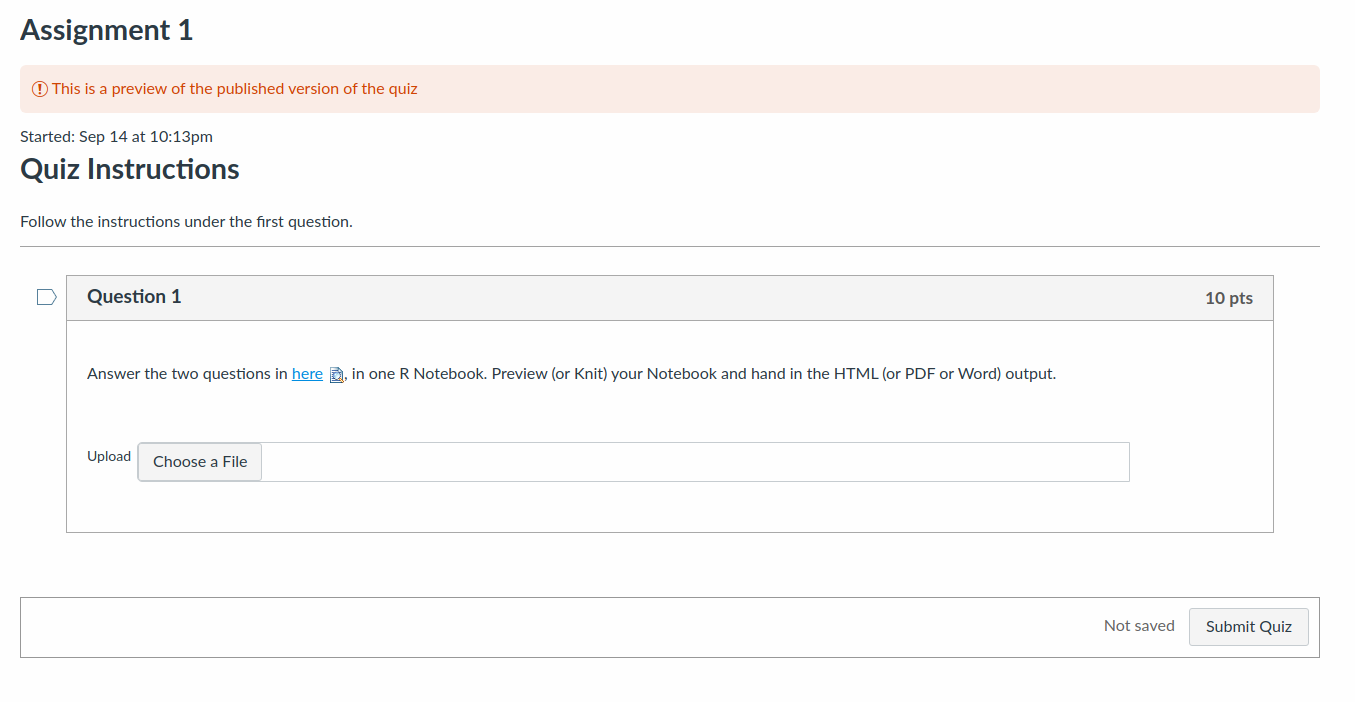 Assignment 1
This is a preview of the published version of the quiz
Started: Sep 14 at 10:13pm
Quiz Instructions
Follow the instructions under the first question.
Question 1 10 pts
Answer the two questions in here , in one R Notebook. Preview (or Knit) your Notebook and hand in the HTML (or PDF or Word) output.
Upload Choose a File
Not saved Submit Quiz